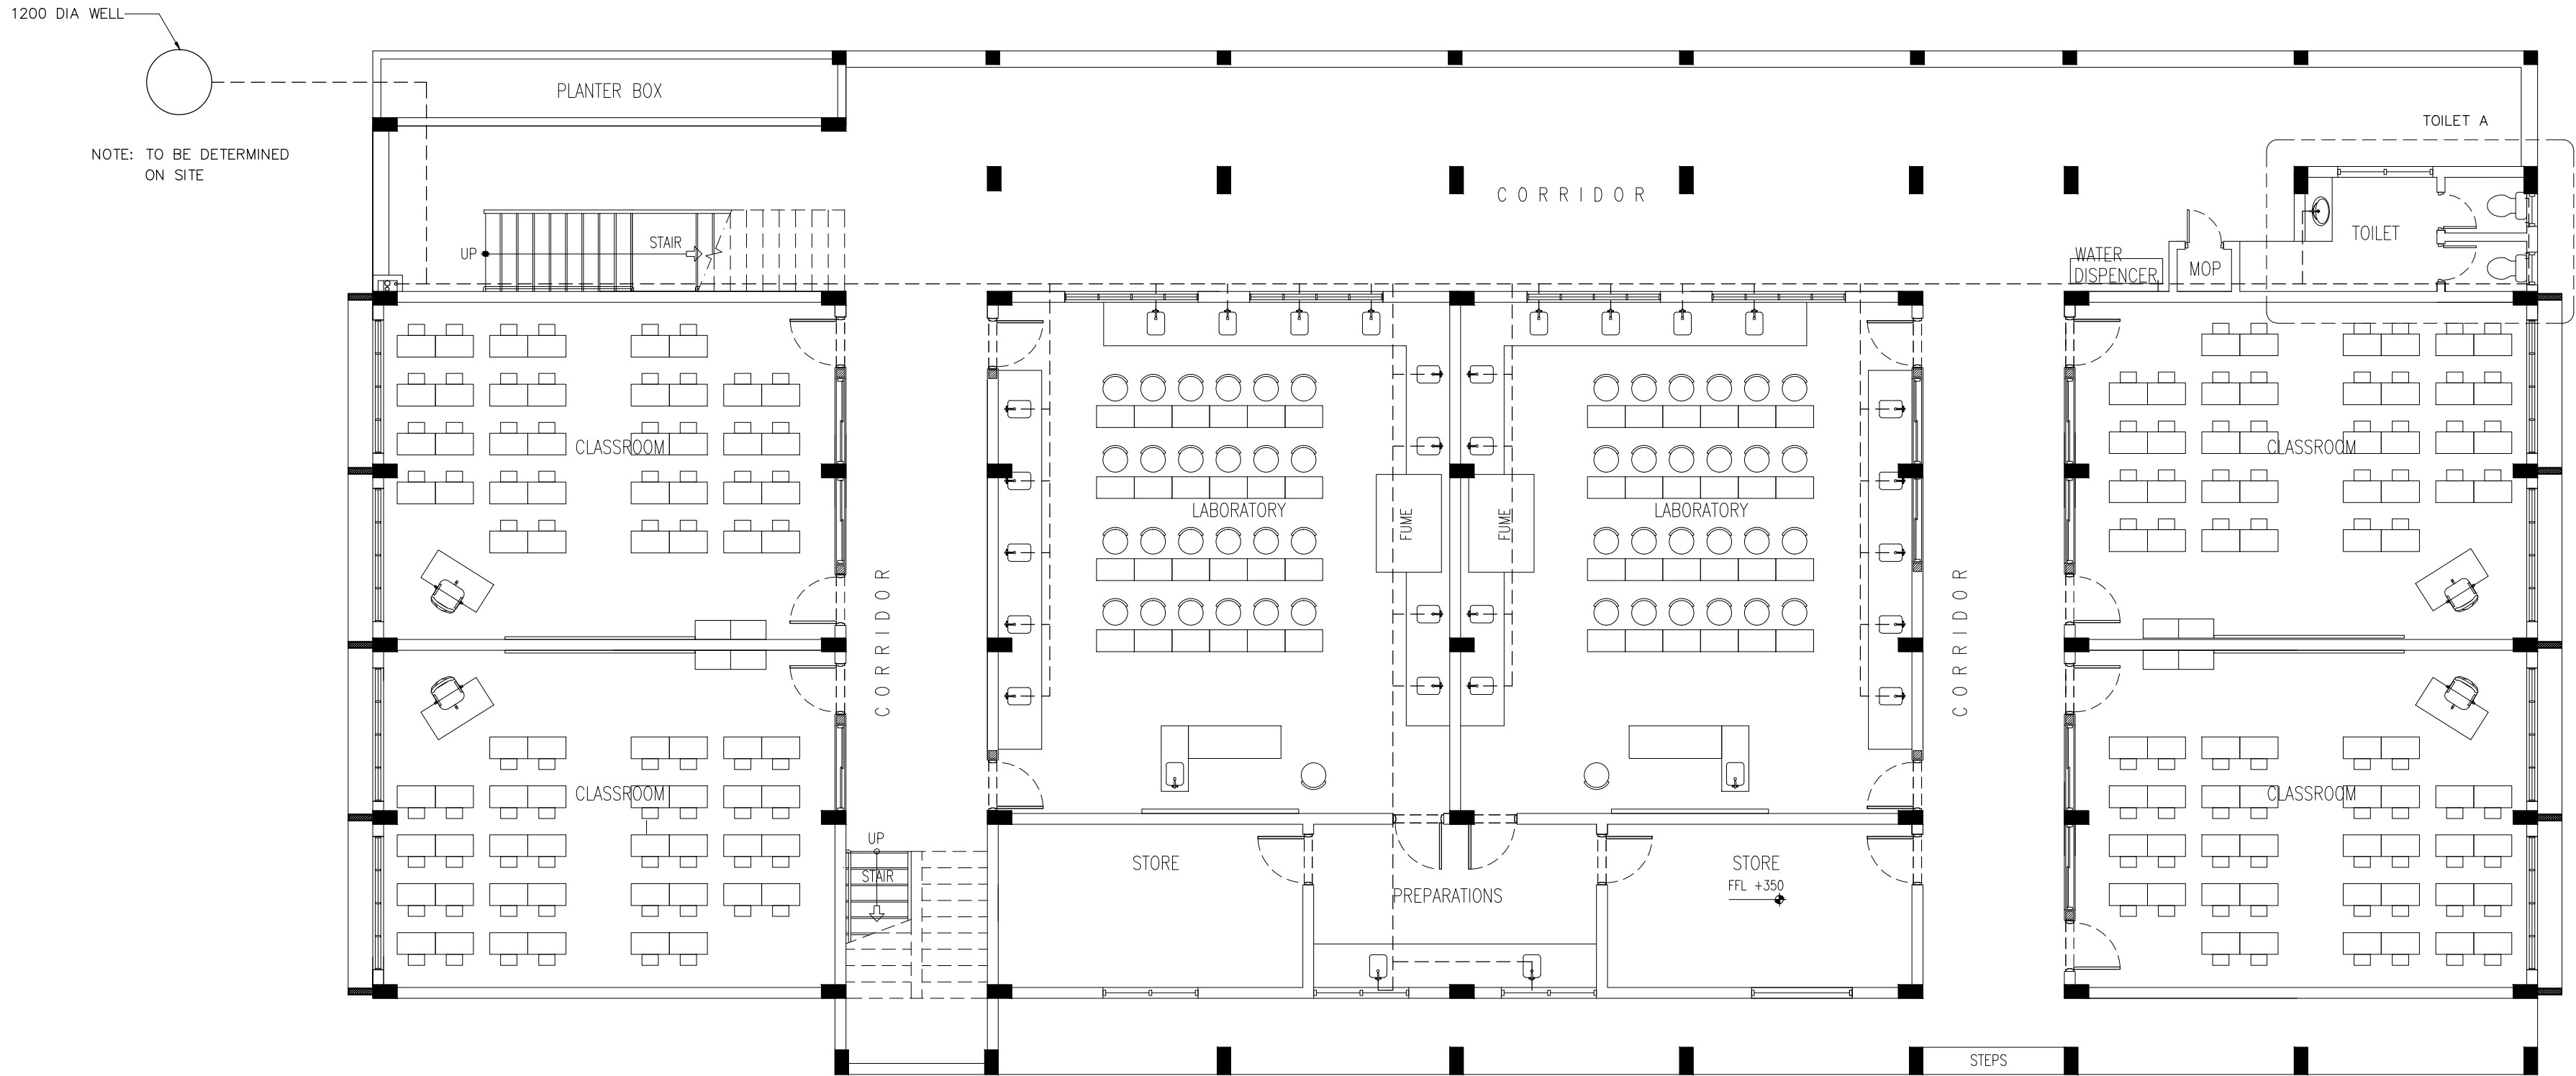 1200 DIA WELL
PLANTER BOX
NOTE: TO BE DETERMINED
ON SITE
TOILET A
CORRIDOR
UP
STAIR
TOILET
WATER
DISPENCER
MOP
CLASSROOM
CLASSROOM
LABORATORY
FUME
FUME
LABORATORY
CORRIDOR
CORRIDOR
CLASSROOM
CLASSROOM
UP
STAIR
STORE
PREPARATIONS
STORE
FFL +350
STEPS